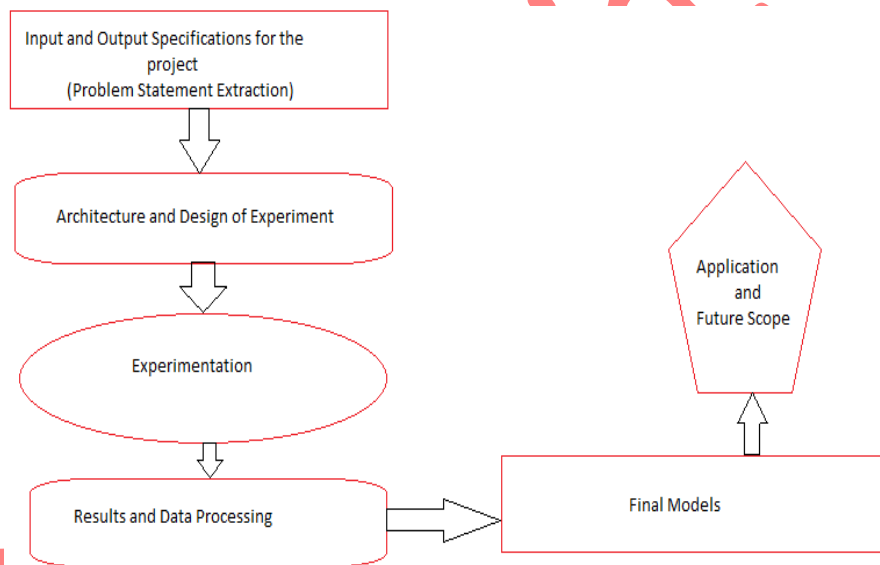 Input and Output Specifications for the
project
(Problem Statement Extraction)
Architecture and Design of Experiment
Experimentation
Results and Data Processing
Final Models
Application
and
Future Scope